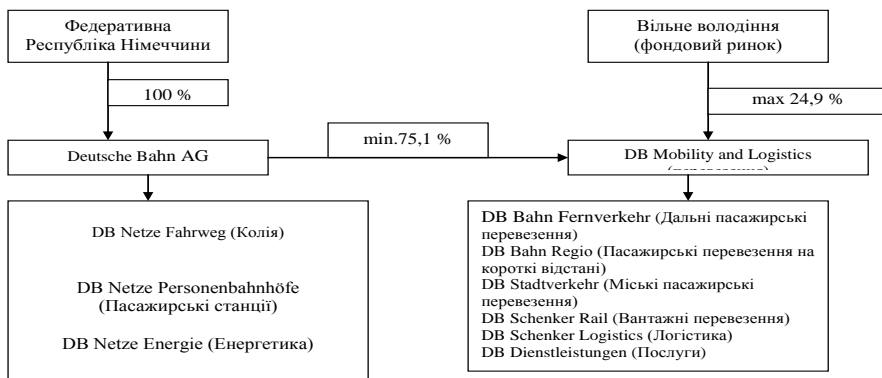 Федеративна
Республіка Німеччини
Вільне володіння
(фондовий ринок)
100 %
max 24,9 %
min.75,1 %
Deutsche Bahn AG
DB Mobility and Logistics
(перевезення)
DB Netze Fahrweg (Колія)
DB Netze Personenbahnhöfe
(Пасажирські станції)
DB Netze Energie (Енергетика)
DB Bahn Fernverkehr (Дальні пасажирські
перевезення)
DB Bahn Regio (Пасажирські перевезення на
короткі відстані)
DB Stadtverkehr (Міські пасажирські
перевезення)
DB Schenker Rail (Вантажні перевезення)
DB Schenker Logistics (Логістика)
DB Dienstleistungen (Послуги)